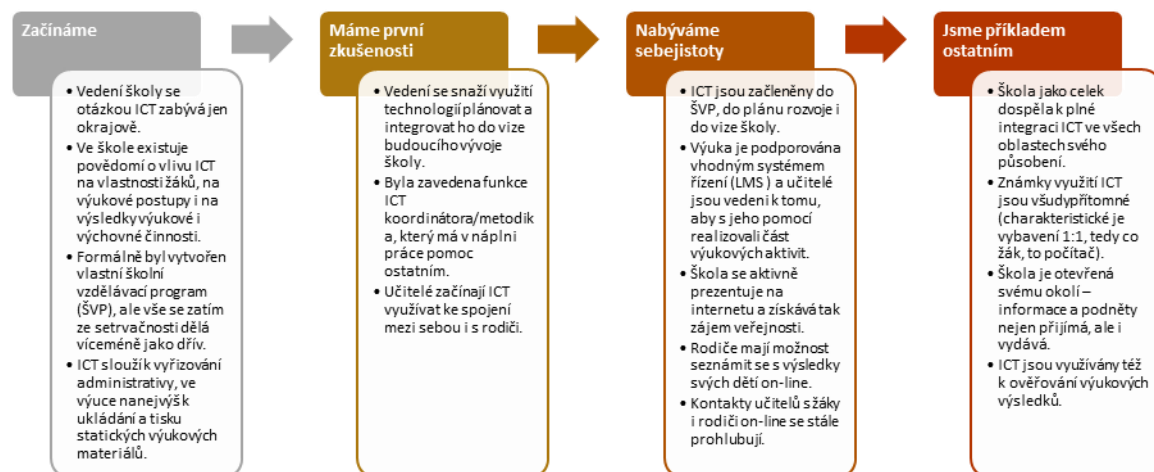 Začínáme
• Vedení školy se
otázkou ICT zabývá jen
okrajově.
• Ve škole existuje
povědomí o vlivu ICT
na vlastnosti žáků, na
výukové postupy i na
výsledky výukové i
výchovné činnosti.
• Formálně byl vytvořen
vlastní školní
vzdělávací program
(ŠVP), ale vše se zatím
ze setrvačnosti dělá
víceméně jako dřív.
• ICT slouží k vyřizování
administrativy, ve
výuce nanejvýš k
ukládání a tisku
statických výukových
materiálů.
Máme první
zkušenosti
• Vedení se snaží využití
technologií plánovat a
integrovat ho do vize
budoucího vývoje
školy.
• Byla zavedena funkce
ICT
koordinátora/metodik
a, který má v náplni
práce pomoc
ostatním.
• Učitelé začínají ICT
využívat ke spojení
mezi sebou i s rodiči.
Nabýváme
sebejistoty
• ICT jsou začleněny do
ŠVP, do plánu rozvoje i
do vize školy.
• Výuka je podporována
vhodným systémem
řízení (LMS ) a učitelé
jsou vedeni k tomu,
aby s jeho pomocí
realizovali část
výukových aktivit.
• Škola se aktivně
prezentuje na
internetu a získává tak
zájem veřejnosti.
• Rodiče mají možnost
seznámit se s výsledky
svých dětí on-line.
• Kontakty učitelů s žáky
i rodiči on-line se stále
prohlubují.
Jsme příkladem
ostatním
• Škola jako celek
dospěla k plné
integraci ICT ve všech
oblastech svého
působení.
• Známky využití ICT
jsou všudypřítomné
(charakteristické je
vybavení 1:1, tedy co
žák, to počítač).
• Škola je otevřená
svému okolí –
informace a podněty
nejen přijímá, ale i
vydává.
• ICT jsou využívány též
k ověřování výukových
výsledků.